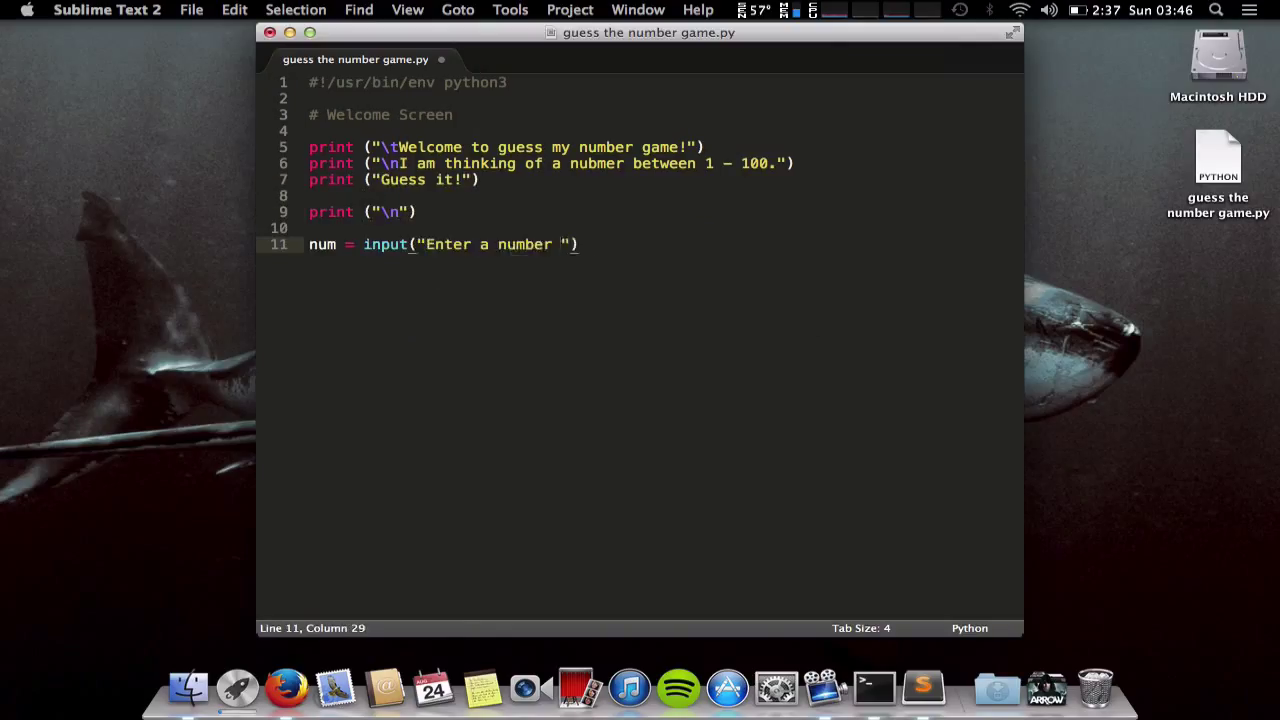 Sublime Text 2 File Edit Selection Find View Goto Tools Project Window Help 57° 2:37 Sun 03:46
guess the number game.py
guess the number game.py
1 #!/usr/bin/env python3
2
3 # Welcome Screen
4
5 print ("\tWelcome to guess my number game!")
6 print ("\nI am thinking of a nubmer between 1 – 100.")
7 print ("Guess it!")
8
9 print ("\n")
10
11 num = input("Enter a number ")
Line 11, Column 29 Tab Size: 4 Python
Macintosh HDD
PYTHON
guess the
number game.py
AUG
24
ARROW